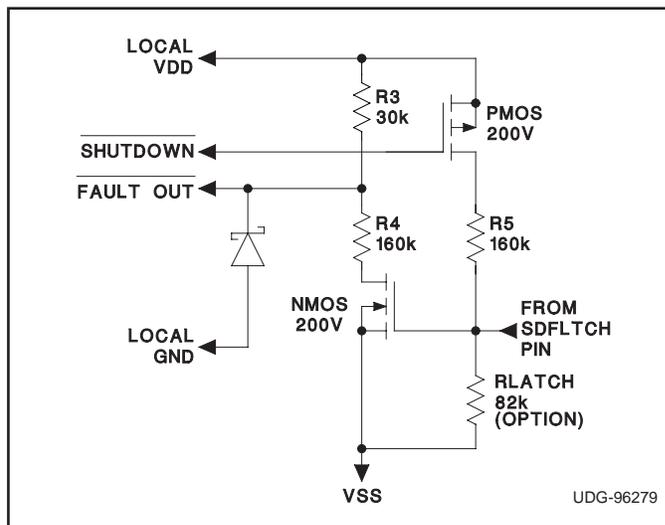 LOCAL
VDD
R3
30k
PMOS
200V
SHUTDOWN
FAULT OUT
R4
160k
R5
160k
NMOS
200V
FROM
SDFLTCH
PIN
LOCAL
GND
RLATCH
82k
(OPTION)
VSS
UDG-96279